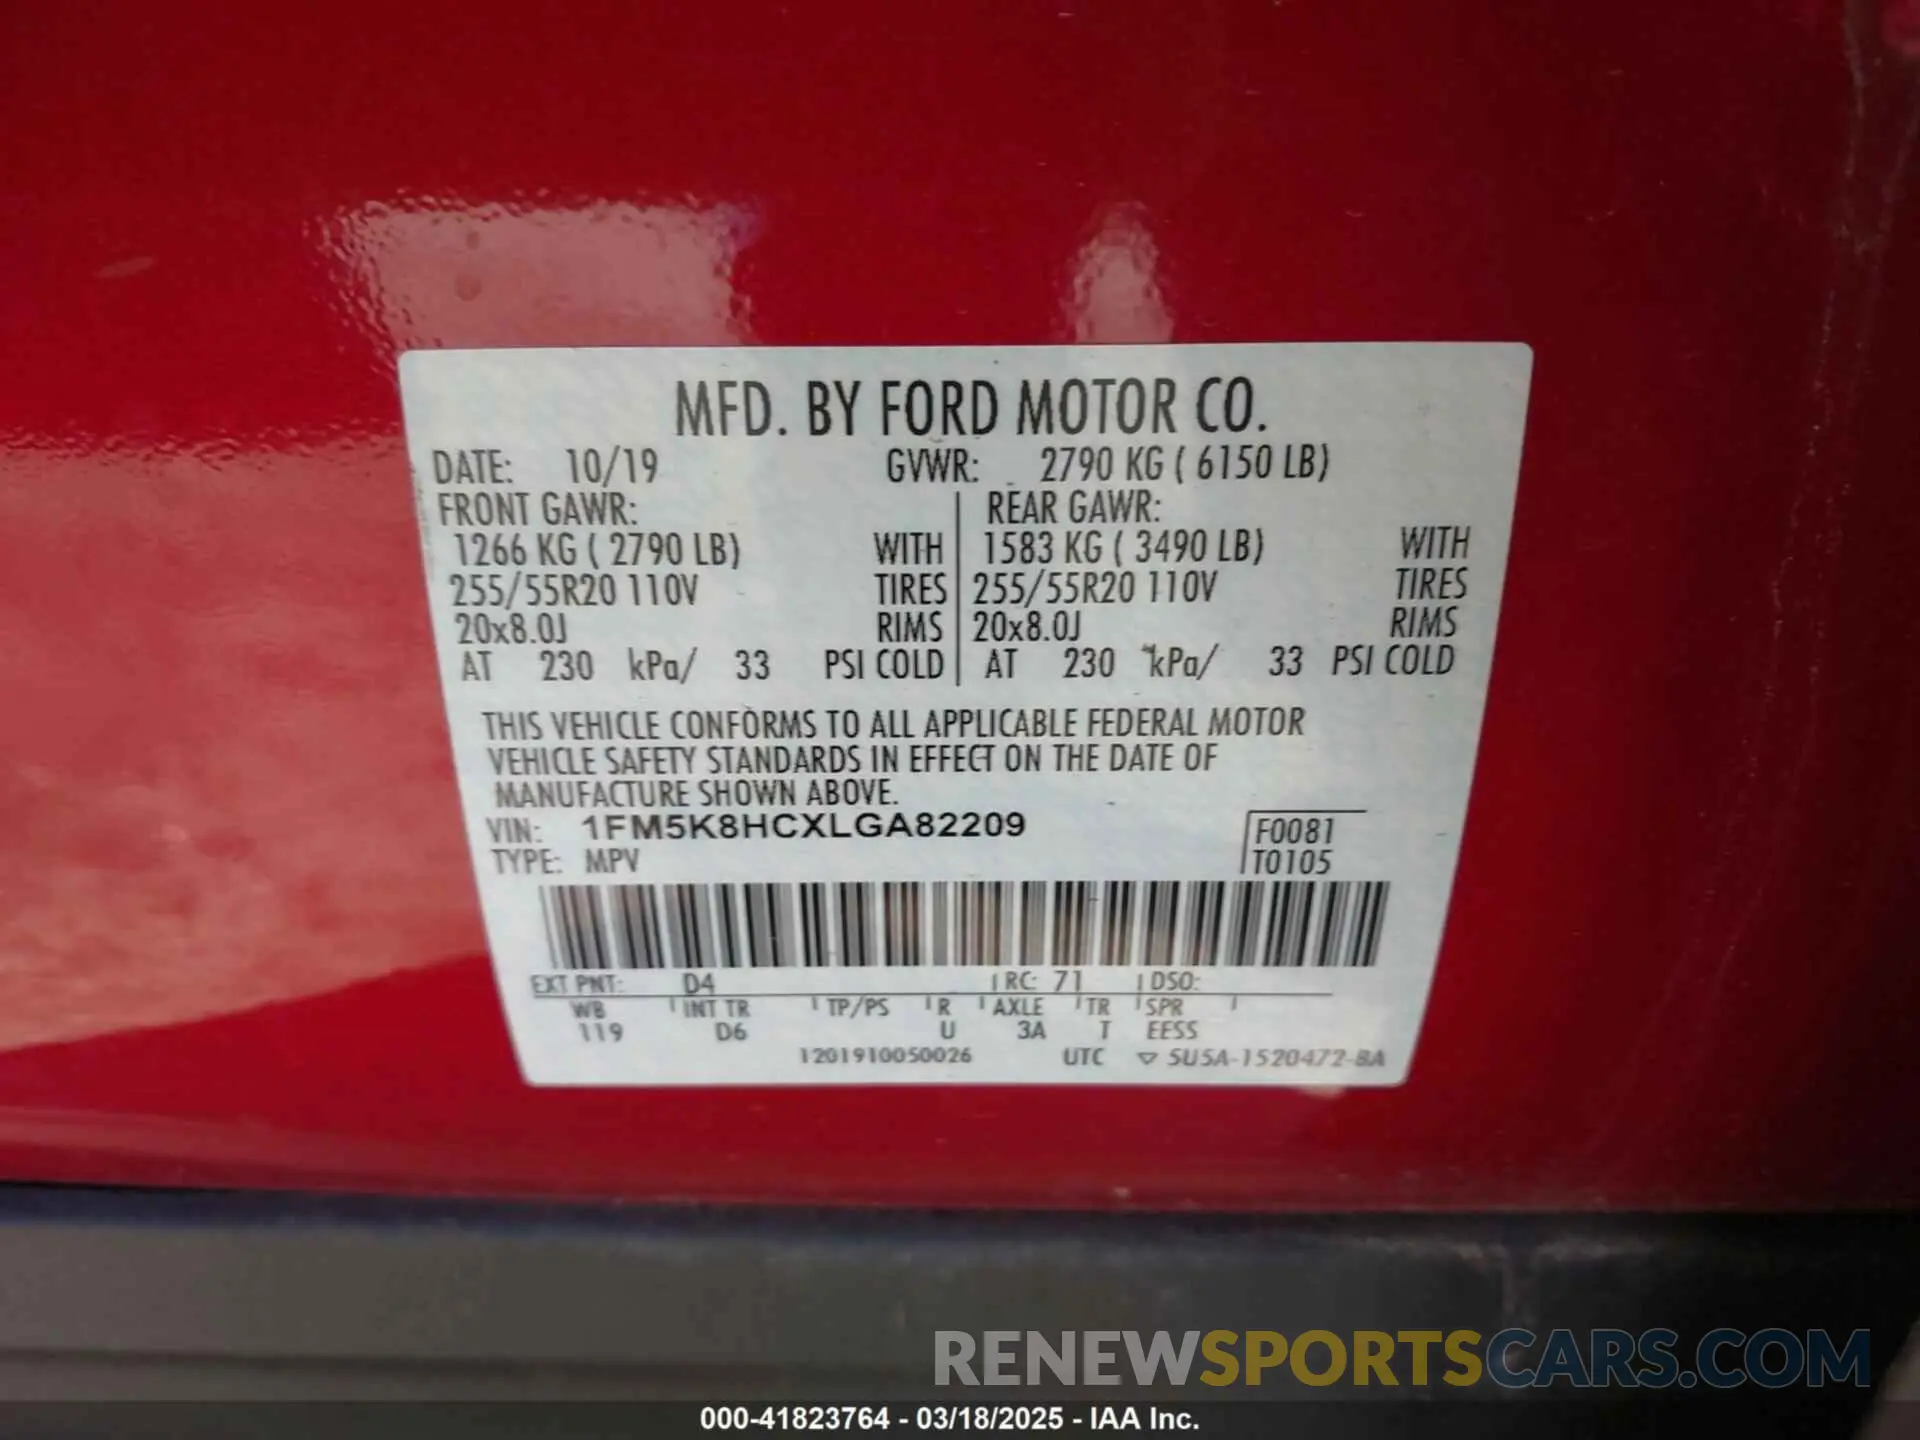 MFD. BY FORD MOTOR CO.
DATE: 10/19 GVWR: 2790 KG ( 6150 LB)
FRONT GAWR: REAR GAWR:
1266 KG ( 2790 LB) WITH 1583 KG ( 3490 LB) WITH
255/55R20 110V TIRES 255/55R20 110V TIRES
20x8.0J RIMS 20x8.0J RIMS
AT 230 kPa/ 33 PSI COLD AT 230 kPa/ 33 PSI COLD
THIS VEHICLE CONFORMS TO ALL APPLICABLE FEDERAL MOTOR
VEHICLE SAFETY STANDARDS IN EFFECT ON THE DATE OF
MANUFACTURE SHOWN ABOVE.
VIN: 1FM5K8HCXLGA82209 F0081
TYPE: MPV T0105
EXT PNT: D4 RC: 71 DSO:
WB INT TR TP/PS R AXLE TR SPR
119 D6 U 3A T EESS
1201910050026 UTC ▽ 5U5A-1520472-BA
RENEWSPORTSCARS.COM
000-41823764 - 03/18/2025 - IAA Inc.